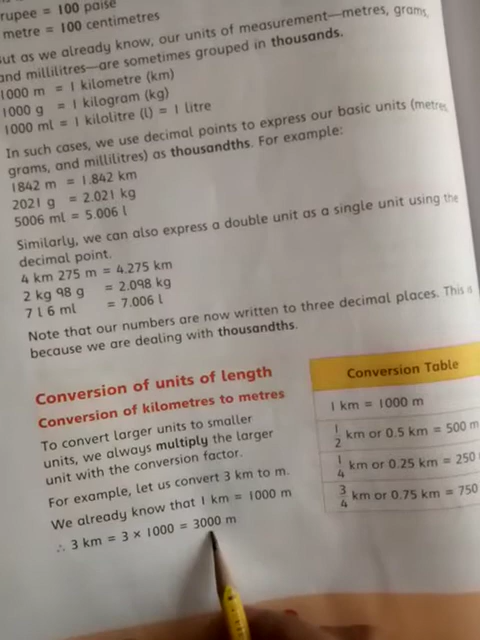 rupee = 100 paise
metre = 100 centimetres
But as we already know, our units of measurement—metres, grams,
and millilitres—are sometimes grouped in thousands.
1000 m = 1 kilometre (km)
1000 g = 1 kilogram (kg)
1000 ml = 1 kilolitre (l) = 1 litre
In such cases, we use decimal points to express our basic units (metres
grams, and millilitres) as thousandths. For example:
1842 m = 1.842 km
2021 g = 2.021 kg
5006 ml = 5.006 l
Similarly, we can also express a double unit as a single unit using the
decimal point.
4 km 275 m = 4.275 km
2 kg 98 g = 2.098 kg
7 l 6 ml = 7.006 l
Note that our numbers are now written to three decimal places. This is
because we are dealing with thousandths.
Conversion of units of length
Conversion of kilometres to metres
To convert larger units to smaller
units, we always multiply the larger
unit with the conversion factor.
For example, let us convert 3 km to m.
We already know that 1 km = 1000 m
∴ 3 km = 3 × 1000 = 3000 m
Conversion Table
1 km = 1000 m
1/2 km or 0.5 km = 500 m
1/4 km or 0.25 km = 250
3/4 km or 0.75 km = 750